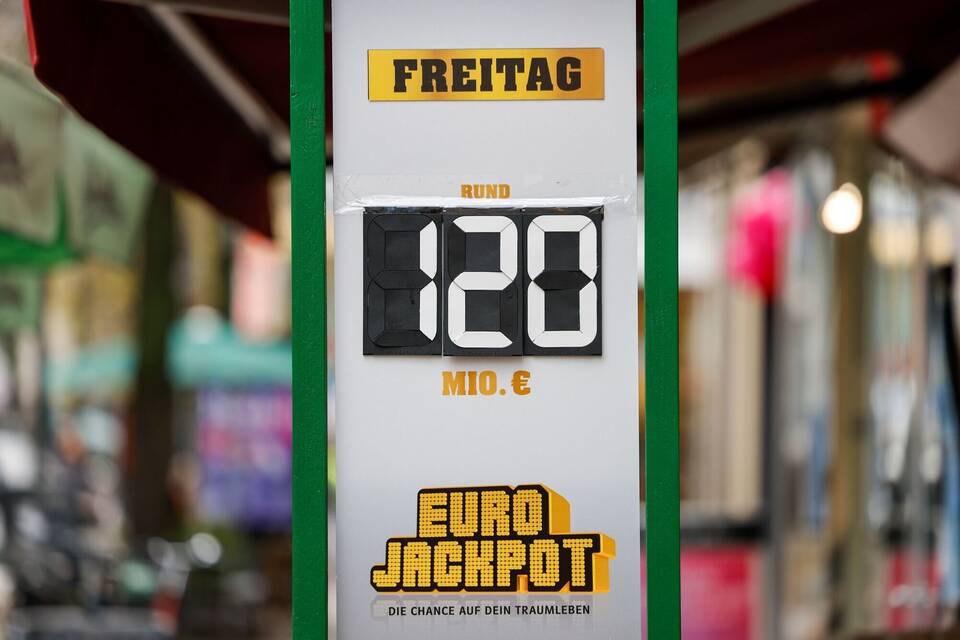 FREITAG
RUND
120
MIO. €
EURO
JACKPOT
DIE CHANCE AUF DEIN TRAUMLEBEN